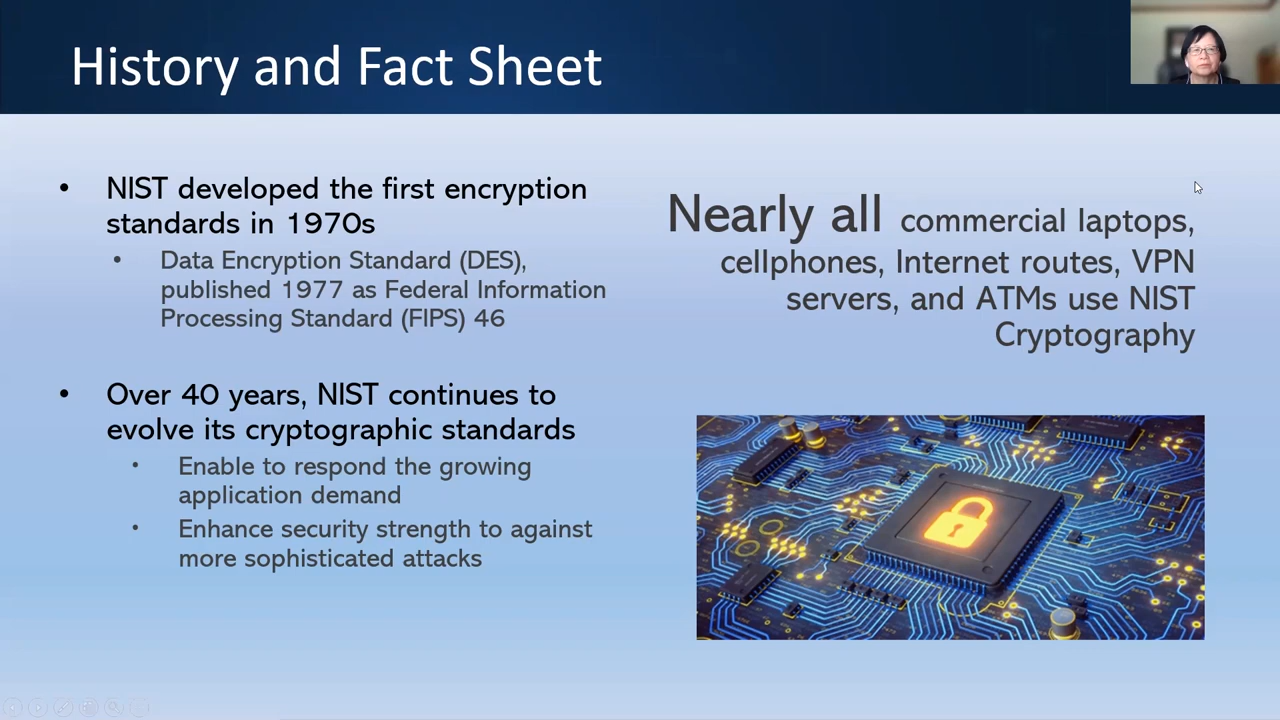 History and Fact Sheet
• NIST developed the first encryption
standards in 1970s
• Data Encryption Standard (DES),
published 1977 as Federal Information
Processing Standard (FIPS) 46
• Over 40 years, NIST continues to
evolve its cryptographic standards
• Enable to respond the growing
application demand
• Enhance security strength to against
more sophisticated attacks
Nearly all commercial laptops,
cellphones, Internet routes, VPN
servers, and ATMs use NIST
Cryptography